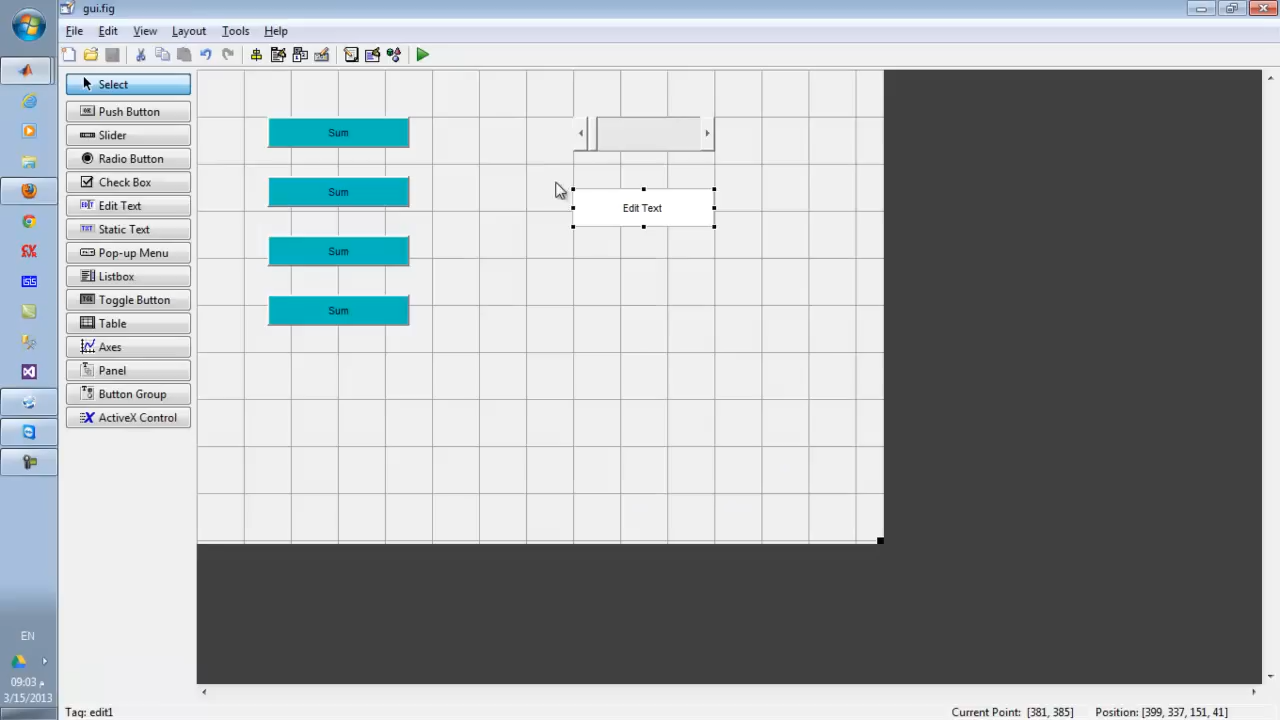 gui.fig
File Edit View Layout Tools Help
Select
Push Button
Slider
Radio Button
Check Box
Edit Text
Static Text
Pop-up Menu
Listbox
Toggle Button
Table
Axes
Panel
Button Group
ActiveX Control
Sum
Sum
Sum
Sum
Edit Text
EN
09:03 م
3/15/2013
Tag: edit1
Current Point: [381, 385]
Position: [399, 337, 151, 41]